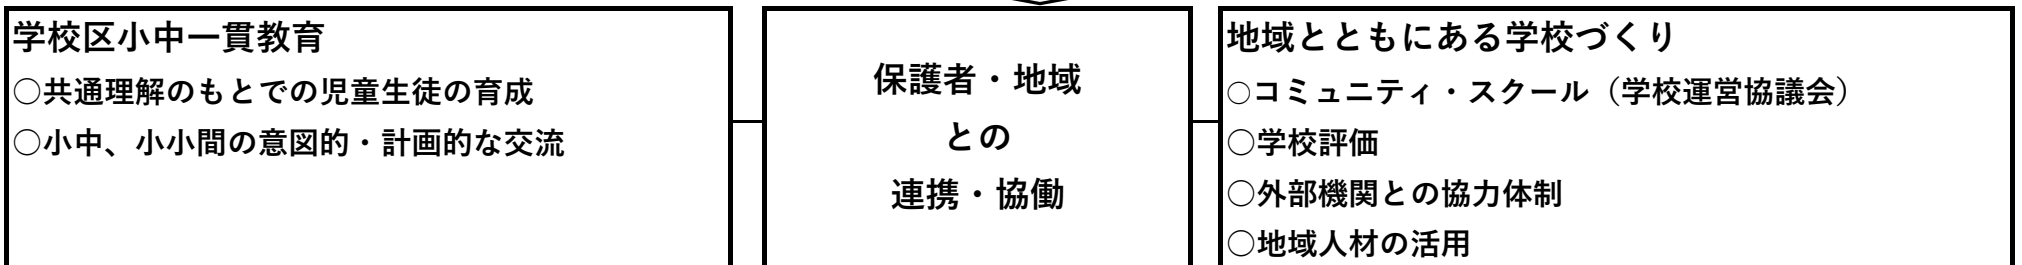 学校区小中一貫教育
○共通理解のもとでの児童生徒の育成
○小中、小小間の意図的・計画的な交流
保護者・地域
との
連携・協働
地域とともにある学校づくり
○コミュニティ・スクール（学校運営協議会）
○学校評価
○外部機関との協力体制
○地域人材の活用